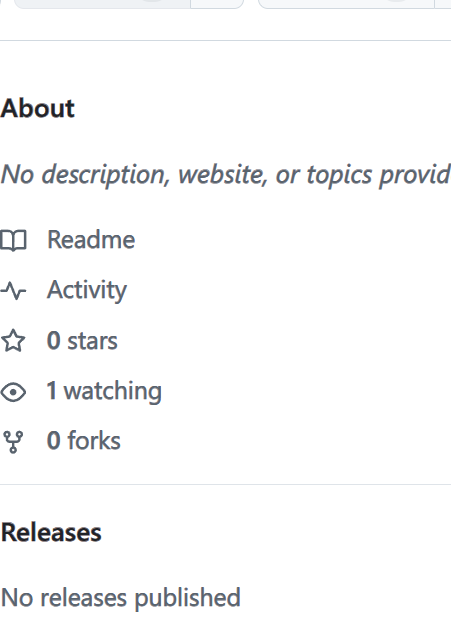 About
No description, website, or topics provid
Readme
Activity
0 stars
1 watching
0 forks
Releases
No releases published